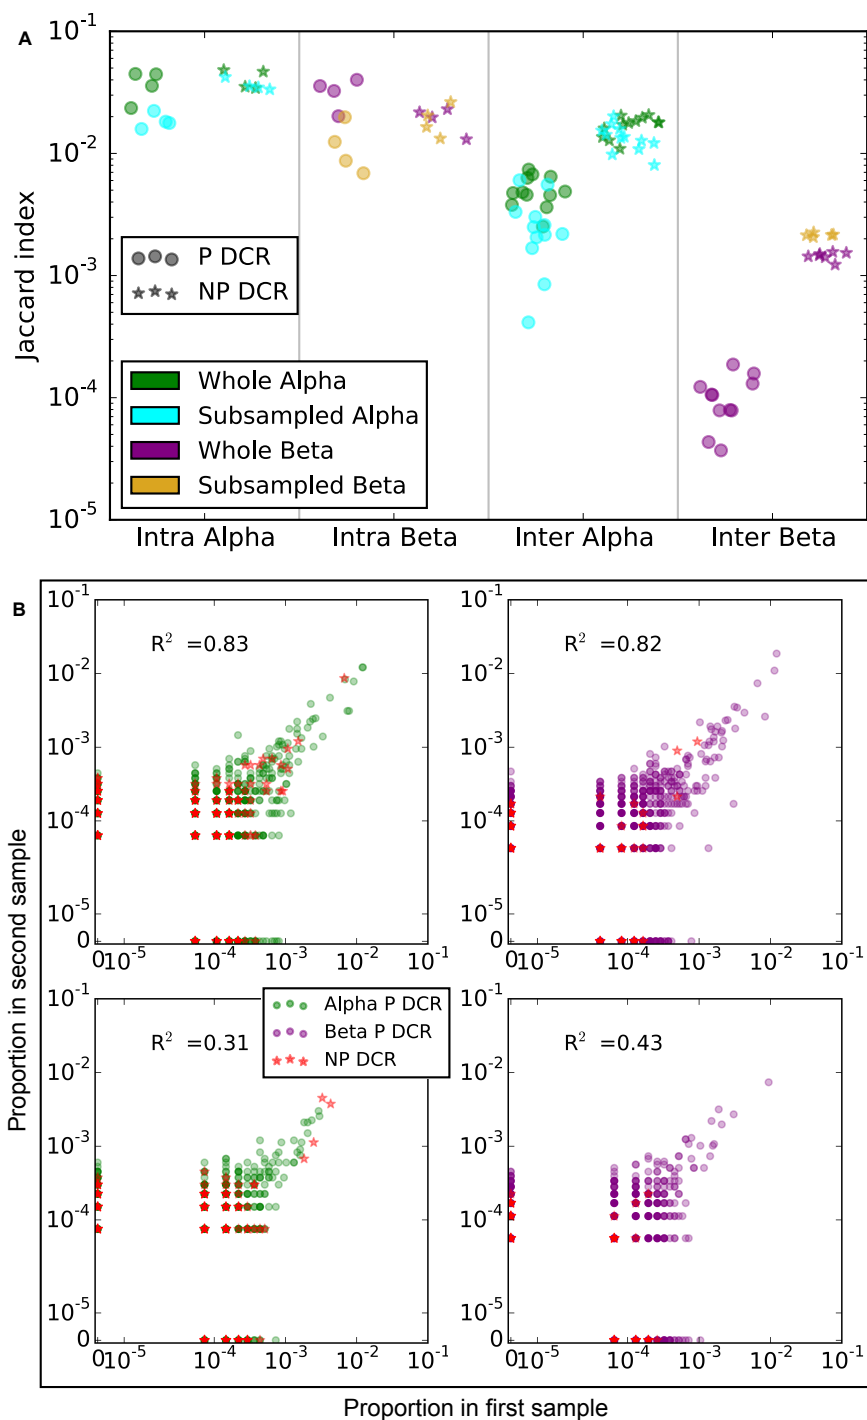 A
10^-1
10^-2
10^-3
10^-4
10^-5
Jaccard index
P DCR
NP DCR
Whole Alpha
Subsampled Alpha
Whole Beta
Subsampled Beta
Intra Alpha Intra Beta Inter Alpha Inter Beta
B
Proportion in second sample
10^-1
10^-2
10^-3
10^-4
10^-5
0
R^2 =0.83
0 10^-5 10^-4 10^-3 10^-2 10^-1
10^-1
10^-2
10^-3
10^-4
10^-5
0
R^2 =0.82
0 10^-5 10^-4 10^-3 10^-2 10^-1
10^-1
10^-2
10^-3
10^-4
10^-5
0
R^2 =0.31
Alpha P DCR
Beta P DCR
NP DCR
0 10^-5 10^-4 10^-3 10^-2 10^-1
10^-1
10^-2
10^-3
10^-4
10^-5
0
R^2 =0.43
0 10^-5 10^-4 10^-3 10^-2 10^-1
Proportion in first sample